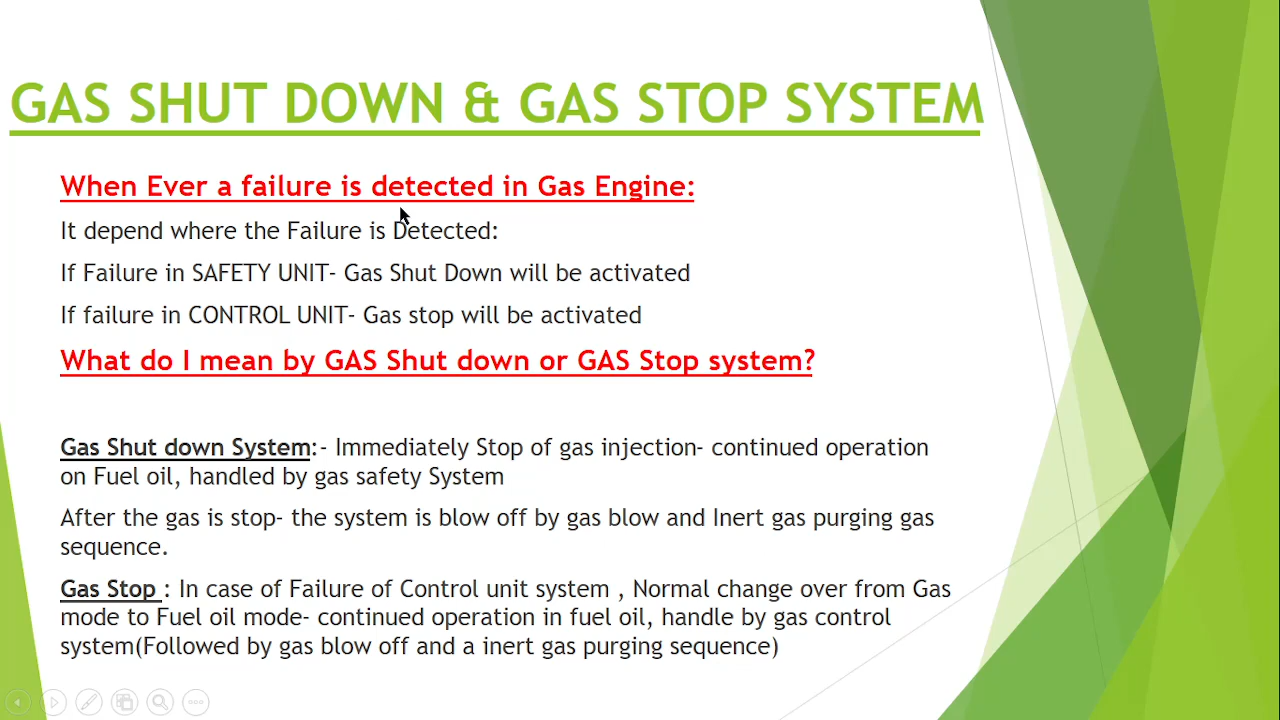 GAS SHUT DOWN & GAS STOP SYSTEM
When Ever a failure is detected in Gas Engine:
It depend where the Failure is Detected:
If Failure in SAFETY UNIT- Gas Shut Down will be activated
If failure in CONTROL UNIT- Gas stop will be activated
What do I mean by GAS Shut down or GAS Stop system?
Gas Shut down System:- Immediately Stop of gas injection- continued operation
on Fuel oil, handled by gas safety System
After the gas is stop- the system is blow off by gas blow and Inert gas purging gas
sequence.
Gas Stop : In case of Failure of Control unit system , Normal change over from Gas
mode to Fuel oil mode- continued operation in fuel oil, handle by gas control
system(Followed by gas blow off and a inert gas purging sequence)